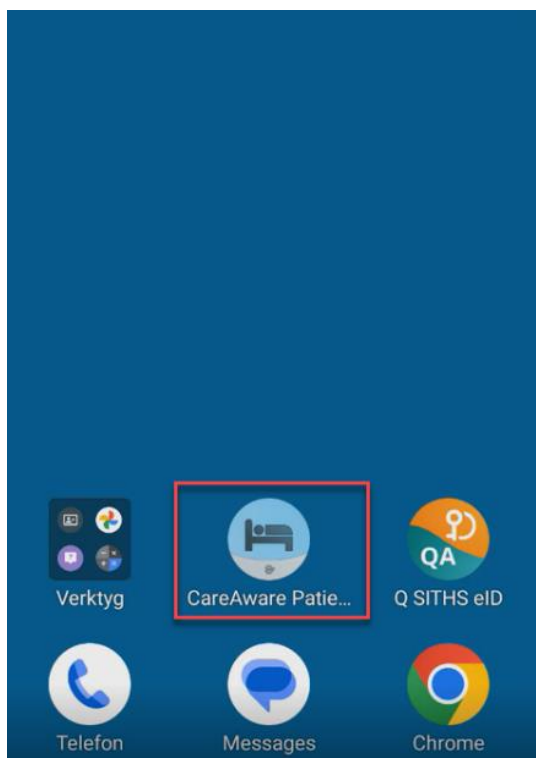 QA
Verktyg
CareAware Patie...
Q SITHS eID
Telefon
Messages
Chrome